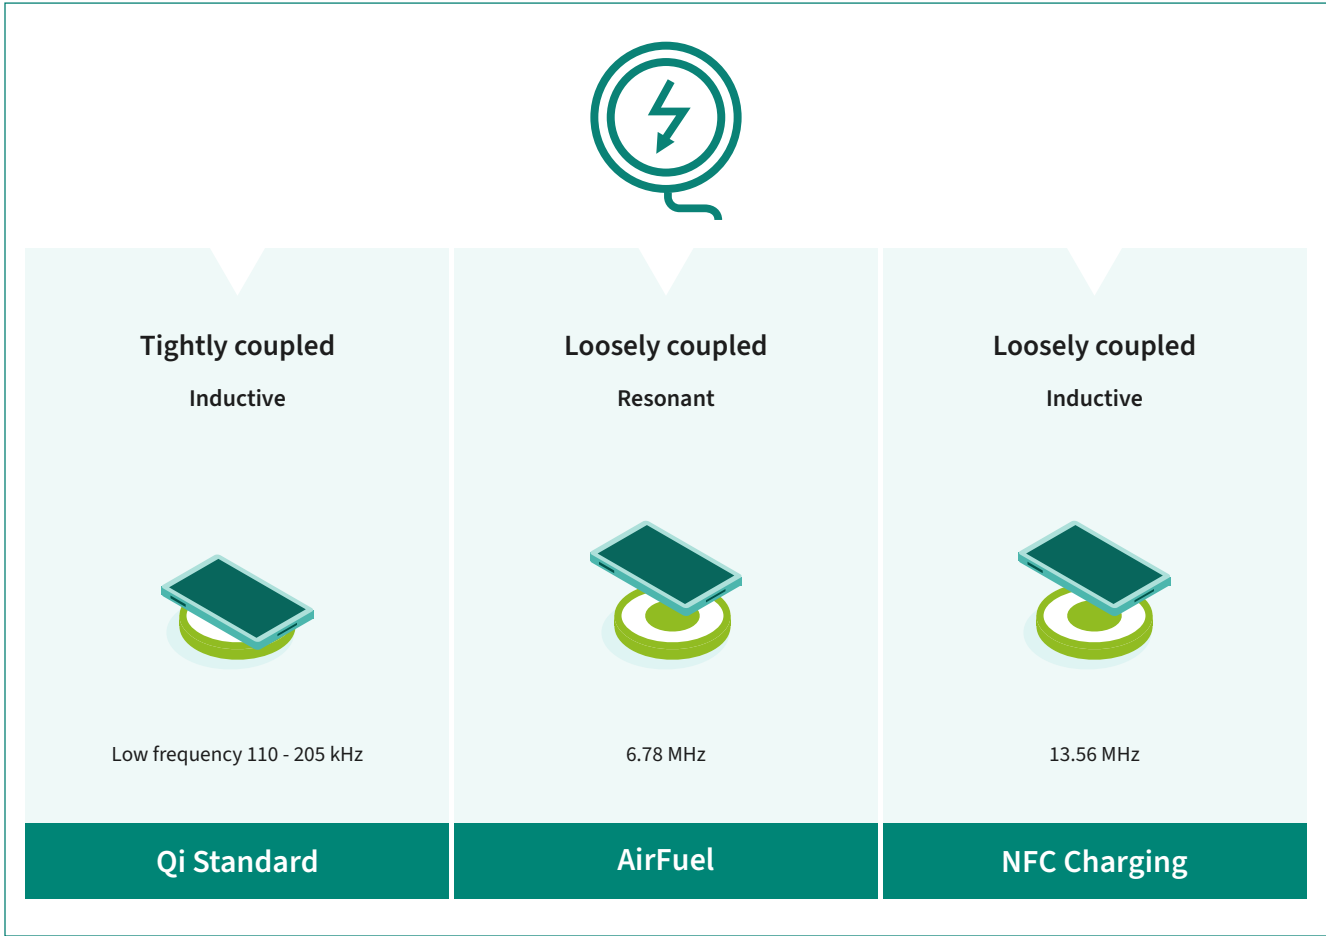 Tightly coupled
Inductive
Low frequency 110 - 205 kHz
Qi Standard
Loosely coupled
Resonant
6.78 MHz
AirFuel
Loosely coupled
Inductive
13.56 MHz
NFC Charging